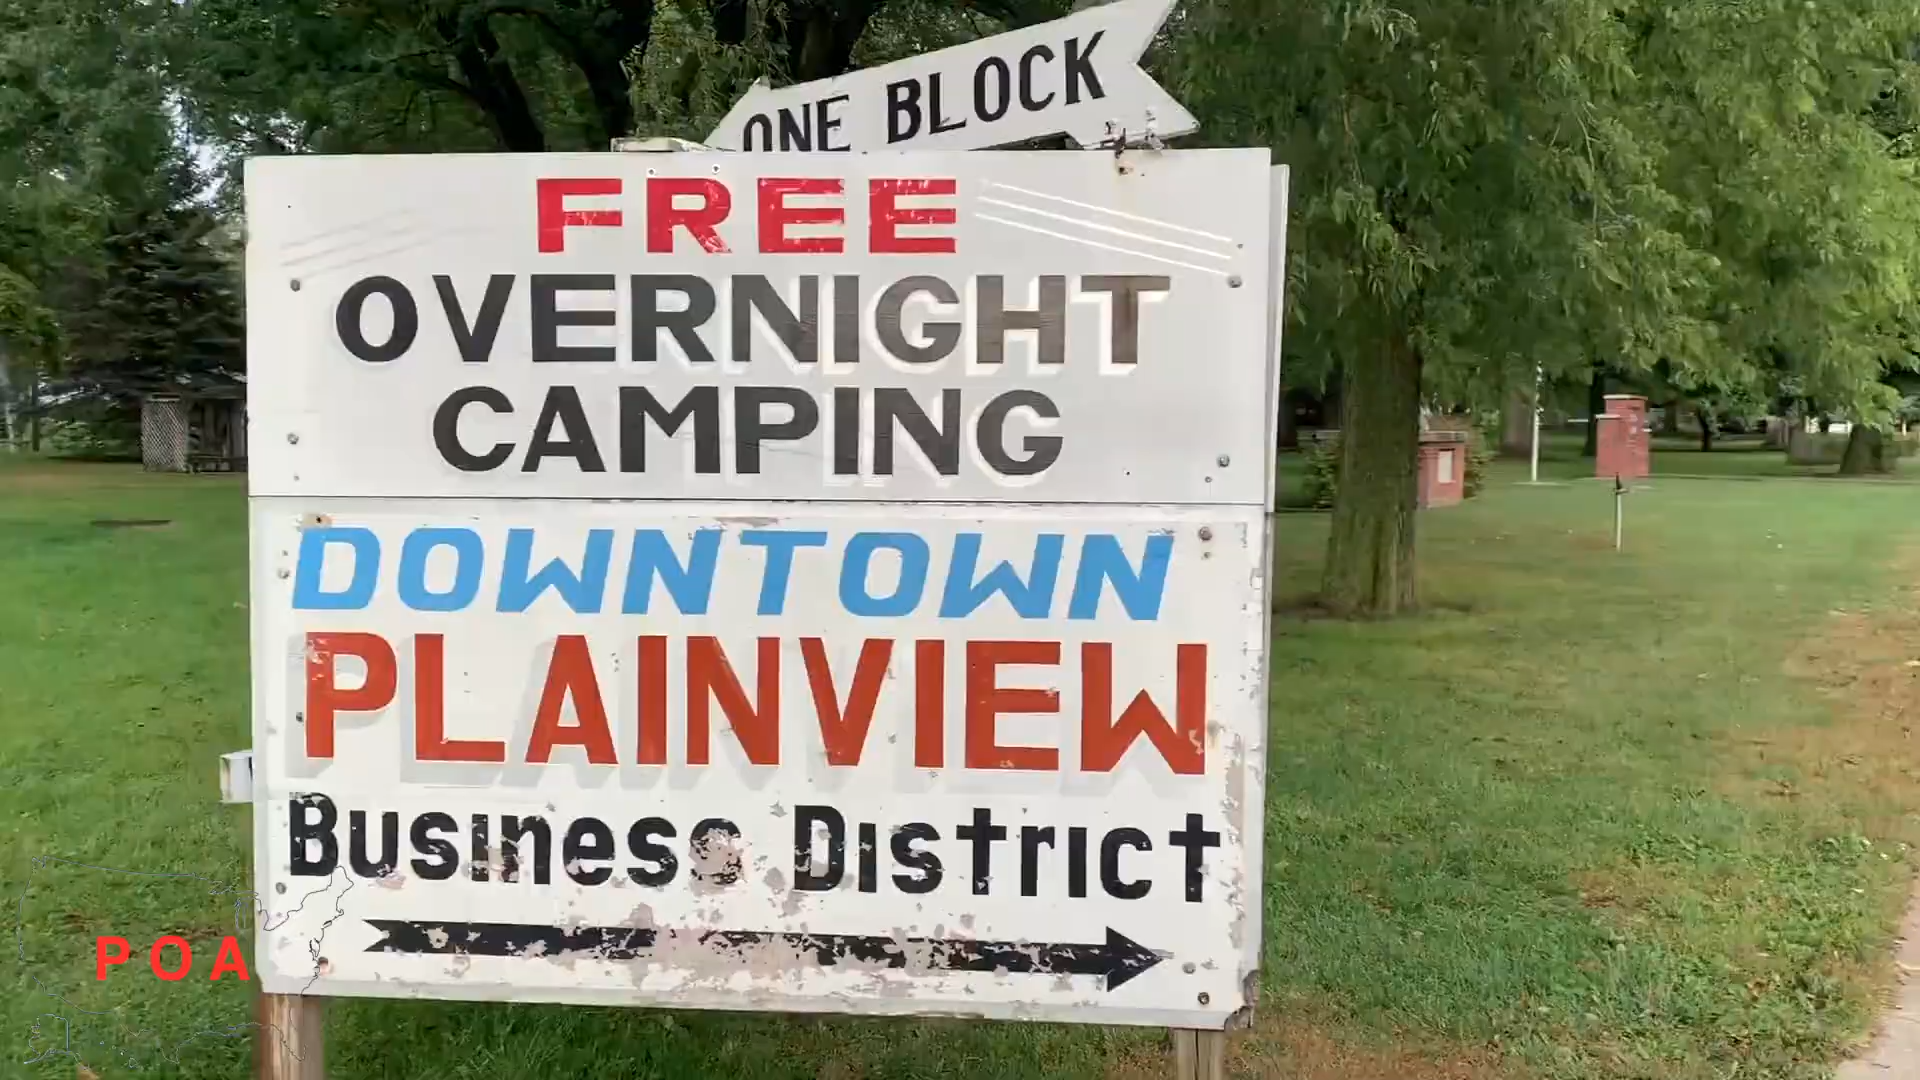 ONE BLOCK
FREE
OVERNIGHT
CAMPING
DOWNTOWN
PLAINVIEW
Business District
POA